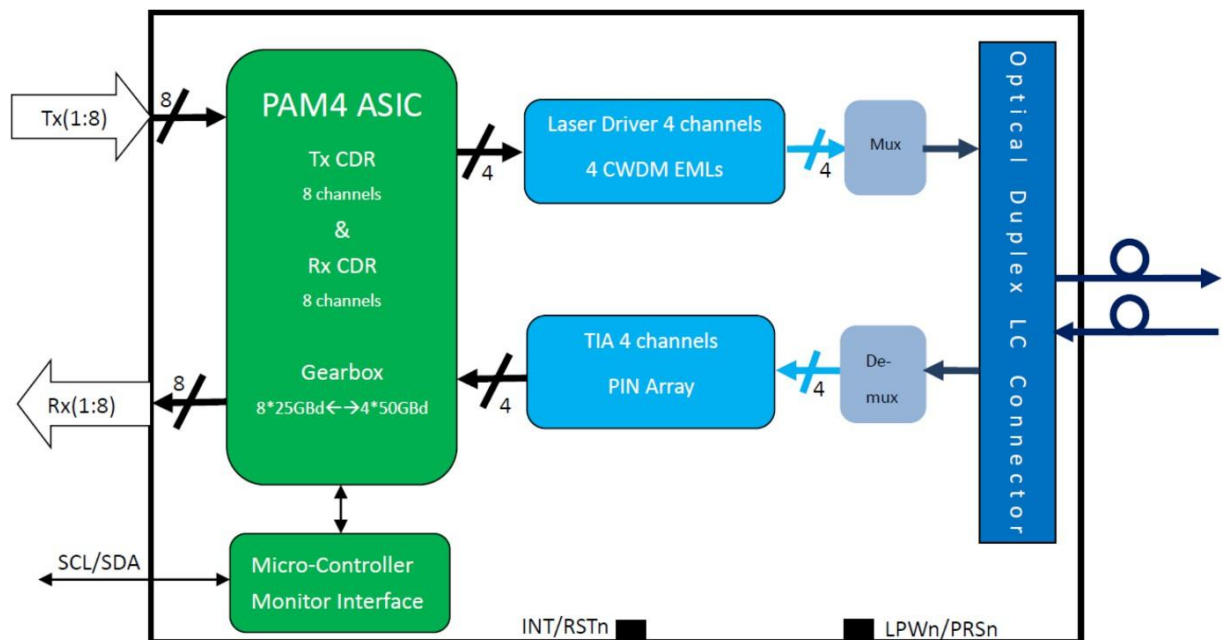 Tx(1:8)
8
PAM4 ASIC
Tx CDR
8 channels
&
Rx CDR
8 channels
Gearbox
8*25GBd←→4*50GBd
4
Laser Driver 4 channels
4 CWDM EMLs
4
Mux
Optical Duplex LC Connector
TIA 4 channels
PIN Array
4
De-
mux
4
Rx(1:8)
8
SCL/SDA
Micro-Controller
Monitor Interface
INT/RSTn
LPWn/PRSn